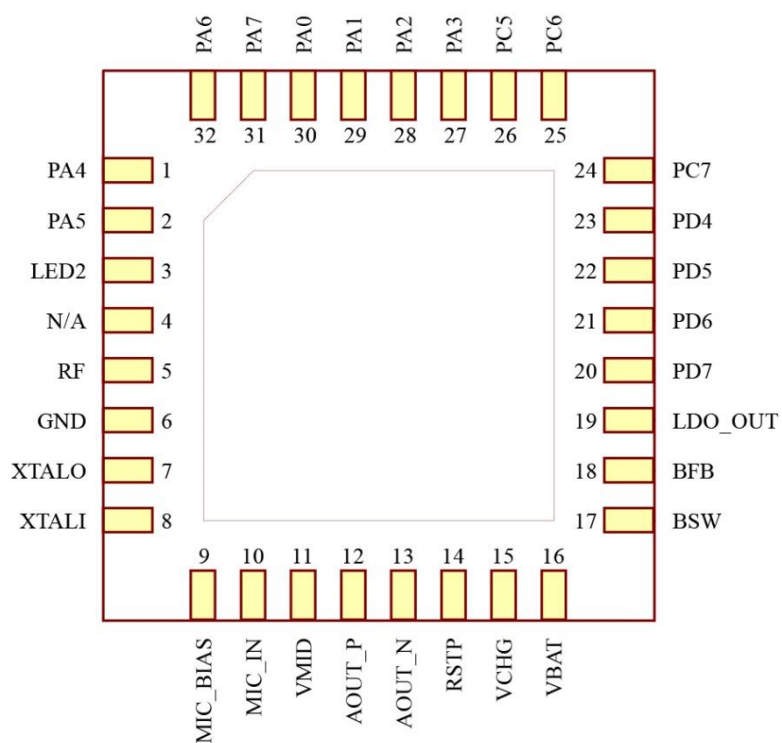 PA6 PA7 PA0 PA1 PA2 PA3 PC5 PC6
32 31 30 29 28 27 26 25
PA4 1 24 PC7
PA5 2 23 PD4
LED2 3 22 PD5
N/A 4 21 PD6
RF 5 20 PD7
GND 6 19 LDO_OUT
XTALO 7 18 BFB
XTALI 8 17 BSW
9 10 11 12 13 14 15 16
MIC_BIAS MIC_IN VMID AOUT_P AOUT_N RSTP VCHG VBAT